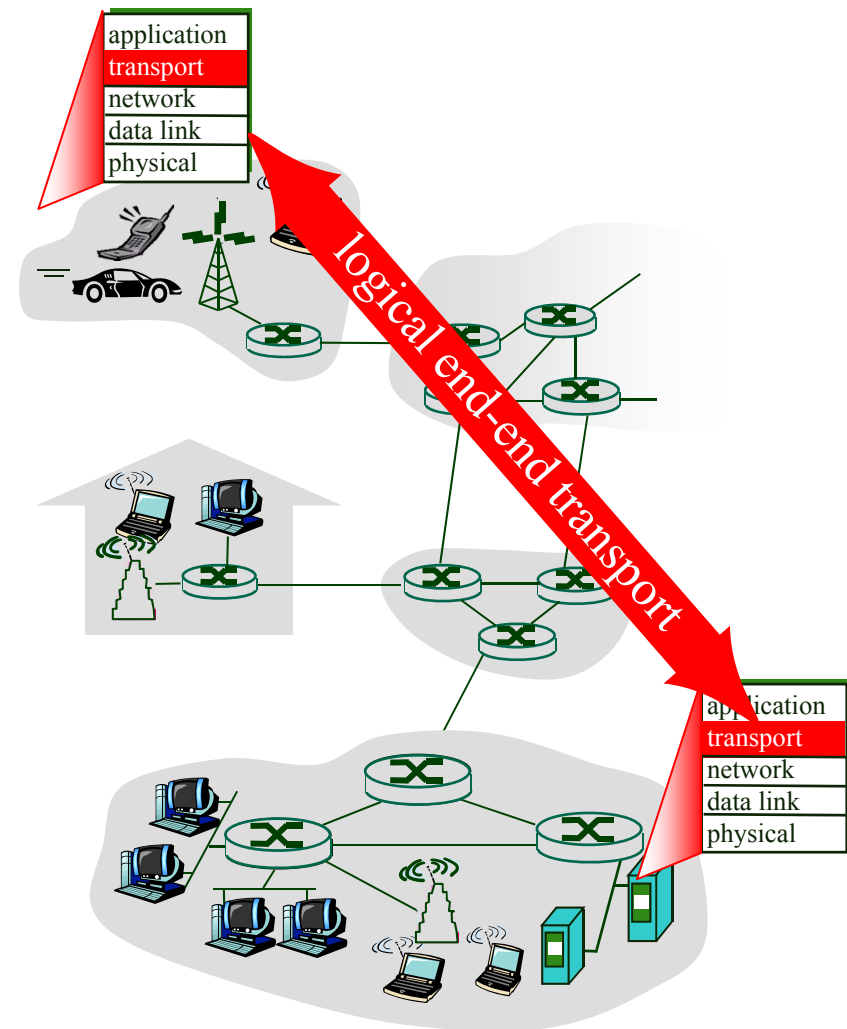 application
transport
network
data link
physical
logical end-end transport
application
transport
network
data link
physical